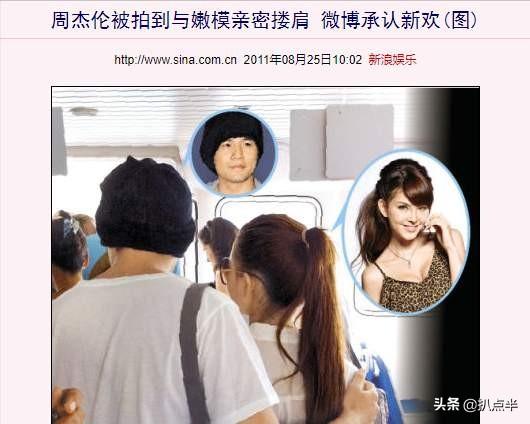 周杰伦被拍到与嫩模亲密搂肩 微博承认新欢(图)
http://www.sina.com.cn 2011年08月25日10:02 新浪娱乐
头条 @扒点半